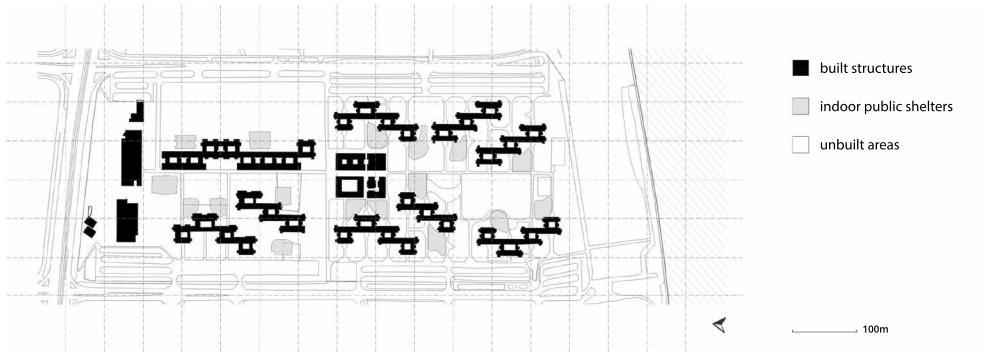 built structures
indoor public shelters
unbuilt areas
100m